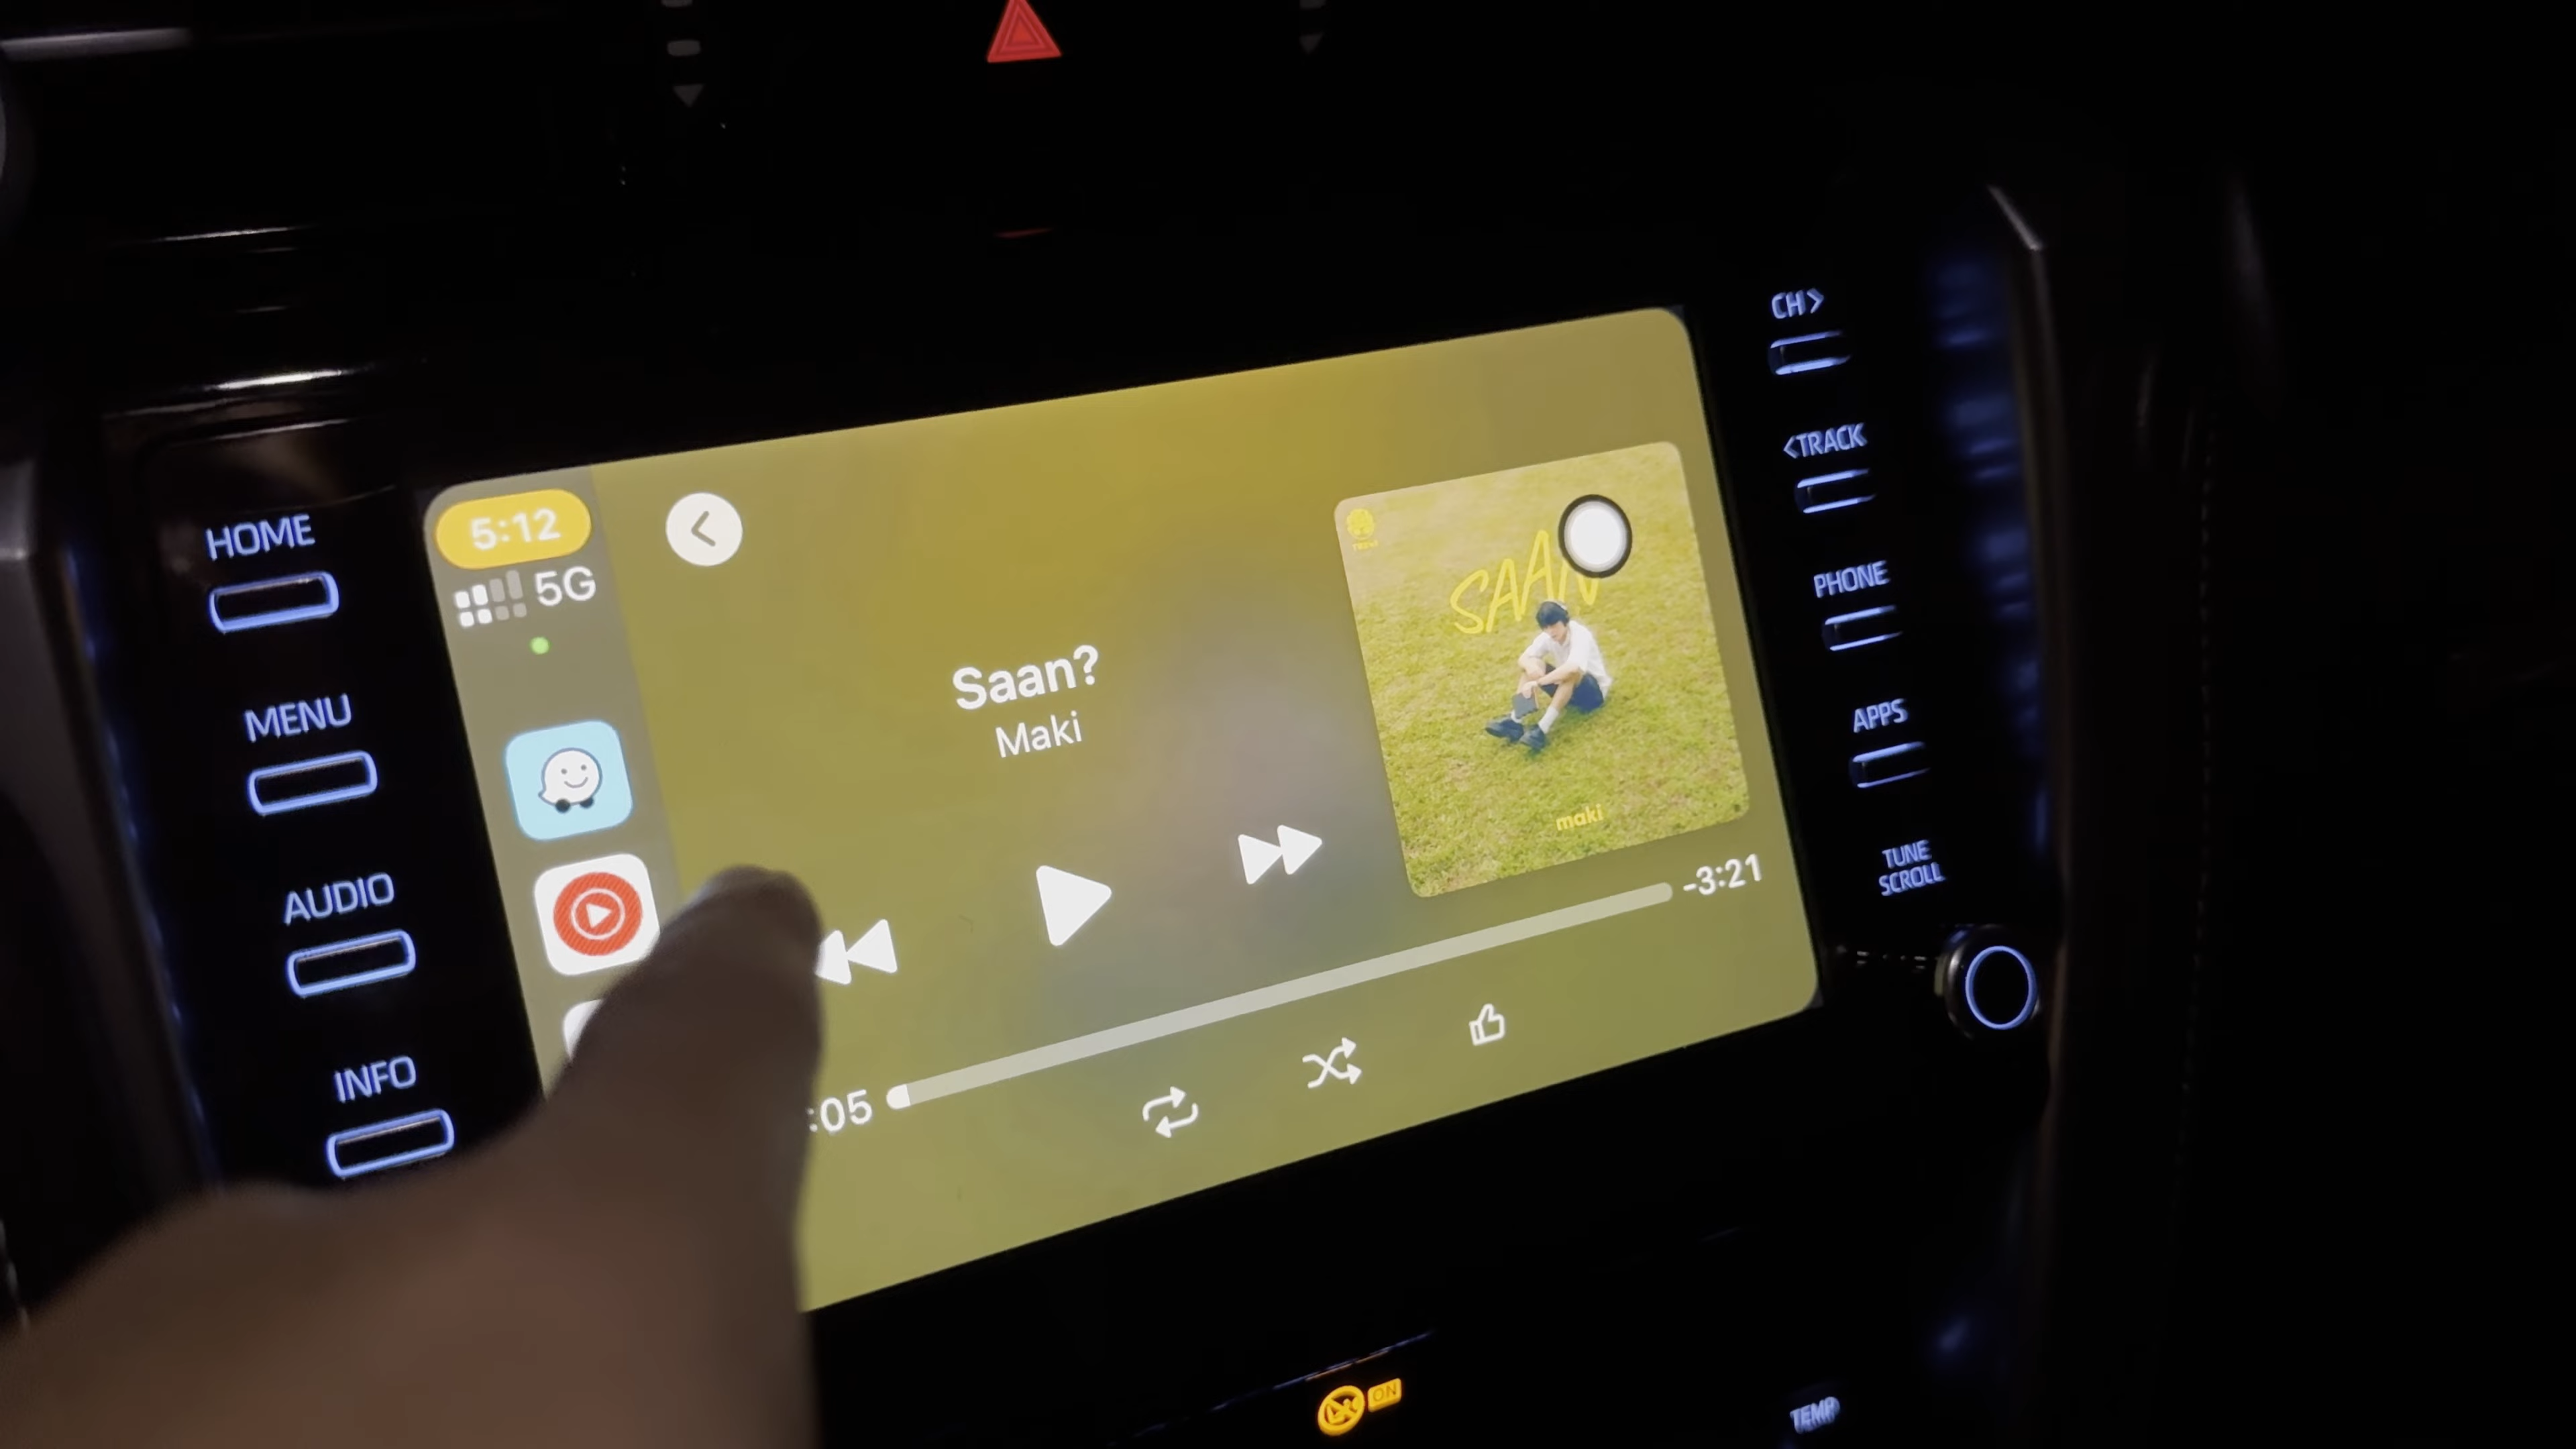 HOME
MENU
AUDIO
INFO
5:12
5G
Saan?
Maki
SAAN
maki
:05
-3:21
CH>
<TRACK
PHONE
APPS
TUNE
SCROLL
ON
TEMP